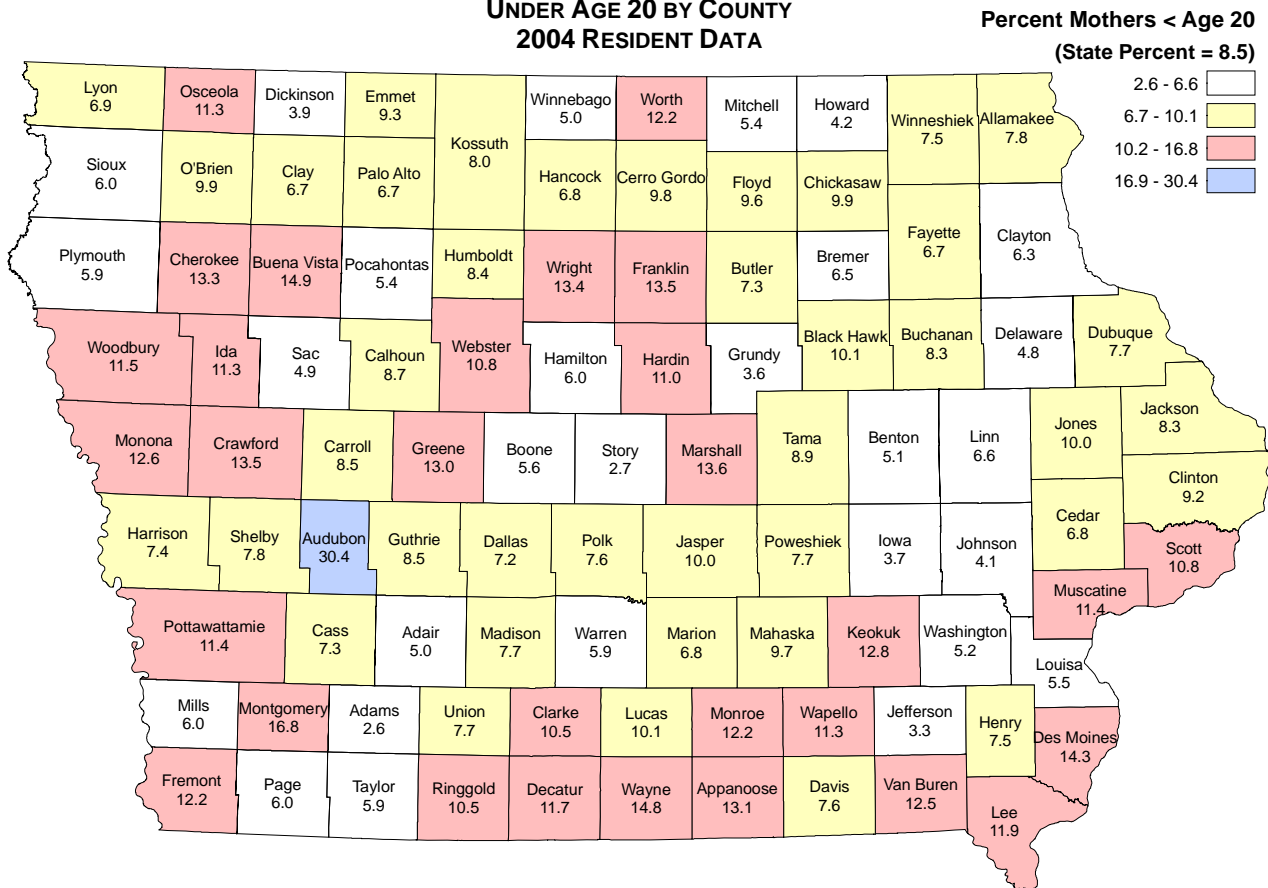 UNDER AGE 20 BY COUNTY
2004 RESIDENT DATA
Percent Mothers < Age 20
(State Percent = 8.5)
2.6 - 6.6
6.7 - 10.1
10.2 - 16.8
16.9 - 30.4
Lyon
6.9
Osceola
11.3
Dickinson
3.9
Emmet
9.3
Kossuth
8.0
Winnebago
5.0
Worth
12.2
Mitchell
5.4
Howard
4.2
Winneshiek
7.5
Allamakee
7.8
Sioux
6.0
O'Brien
9.9
Clay
6.7
Palo Alto
6.7
Hancock
6.8
Cerro Gordo
9.8
Floyd
9.6
Chickasaw
9.9
Plymouth
5.9
Cherokee
13.3
Buena Vista
14.9
Pocahontas
5.4
Humboldt
8.4
Wright
13.4
Franklin
13.5
Butler
7.3
Bremer
6.5
Fayette
6.7
Clayton
6.3
Woodbury
11.5
Ida
11.3
Sac
4.9
Calhoun
8.7
Webster
10.8
Hamilton
6.0
Hardin
11.0
Grundy
3.6
Black Hawk
10.1
Buchanan
8.3
Delaware
4.8
Dubuque
7.7
Monona
12.6
Crawford
13.5
Carroll
8.5
Greene
13.0
Boone
5.6
Story
2.7
Marshall
13.6
Tama
8.9
Benton
5.1
Linn
6.6
Jones
10.0
Jackson
8.3
Clinton
9.2
Harrison
7.4
Shelby
7.8
Audubon
30.4
Guthrie
8.5
Dallas
7.2
Polk
7.6
Jasper
10.0
Poweshiek
7.7
Iowa
3.7
Johnson
4.1
Cedar
6.8
Scott
10.8
Muscatine
11.4
Pottawattamie
11.4
Cass
7.3
Adair
5.0
Madison
7.7
Warren
5.9
Marion
6.8
Mahaska
9.7
Keokuk
12.8
Washington
5.2
Louisa
5.5
Mills
6.0
Montgomery
16.8
Adams
2.6
Union
7.7
Clarke
10.5
Lucas
10.1
Monroe
12.2
Wapello
11.3
Jefferson
3.3
Henry
7.5
Des Moines
14.3
Fremont
12.2
Page
6.0
Taylor
5.9
Ringgold
10.5
Decatur
11.7
Wayne
14.8
Appanoose
13.1
Davis
7.6
Van Buren
12.5
Lee
11.9